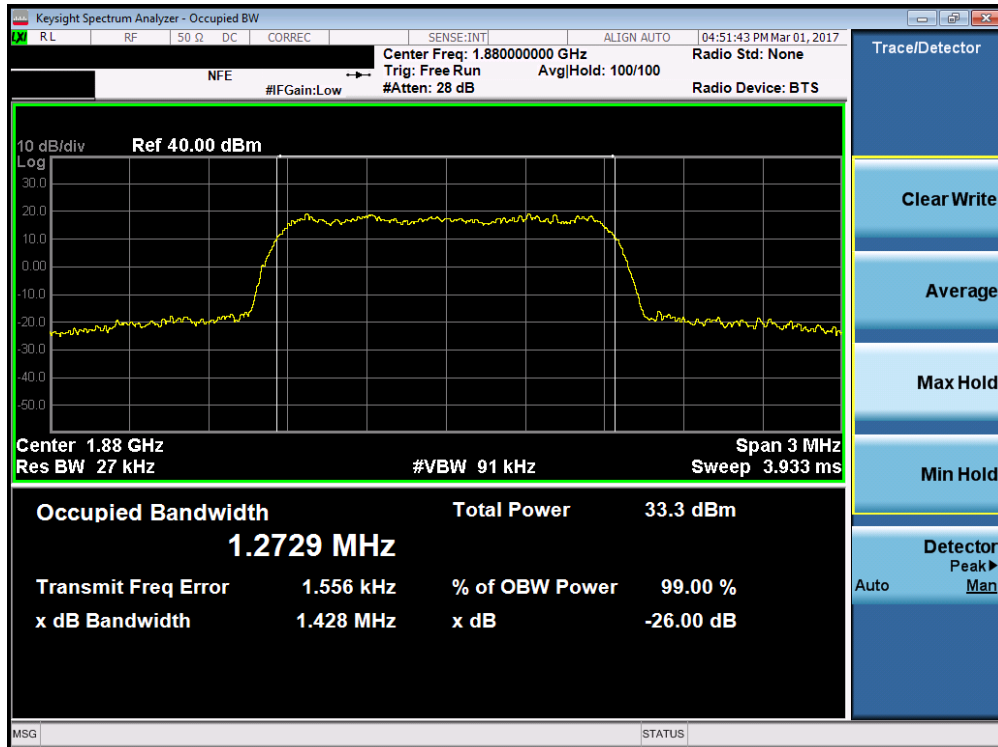 Keysight Spectrum Analyzer - Occupied BW
LXI RL RF 50 Ω DC CORREC SENSE:INT ALIGN AUTO 04:51:43 PM Mar 01, 2017
NFE
#IFGain:Low
Center Freq: 1.880000000 GHz
Trig: Free Run Avg|Hold: 100/100
#Atten: 28 dB
Radio Std: None
Radio Device: BTS
10 dB/div Ref 40.00 dBm
Log
30.0
20.0
10.0
0.00
-10.0
-20.0
-30.0
-40.0
-50.0
Center 1.88 GHz Span 3 MHz
Res BW 27 kHz #VBW 91 kHz Sweep 3.933 ms
Occupied Bandwidth Total Power 33.3 dBm
1.2729 MHz
Transmit Freq Error 1.556 kHz % of OBW Power 99.00 %
x dB Bandwidth 1.428 MHz x dB -26.00 dB
MSG STATUS
Trace/Detector
Clear Write
Average
Max Hold
Min Hold
Detector
Peak▶
Auto Man